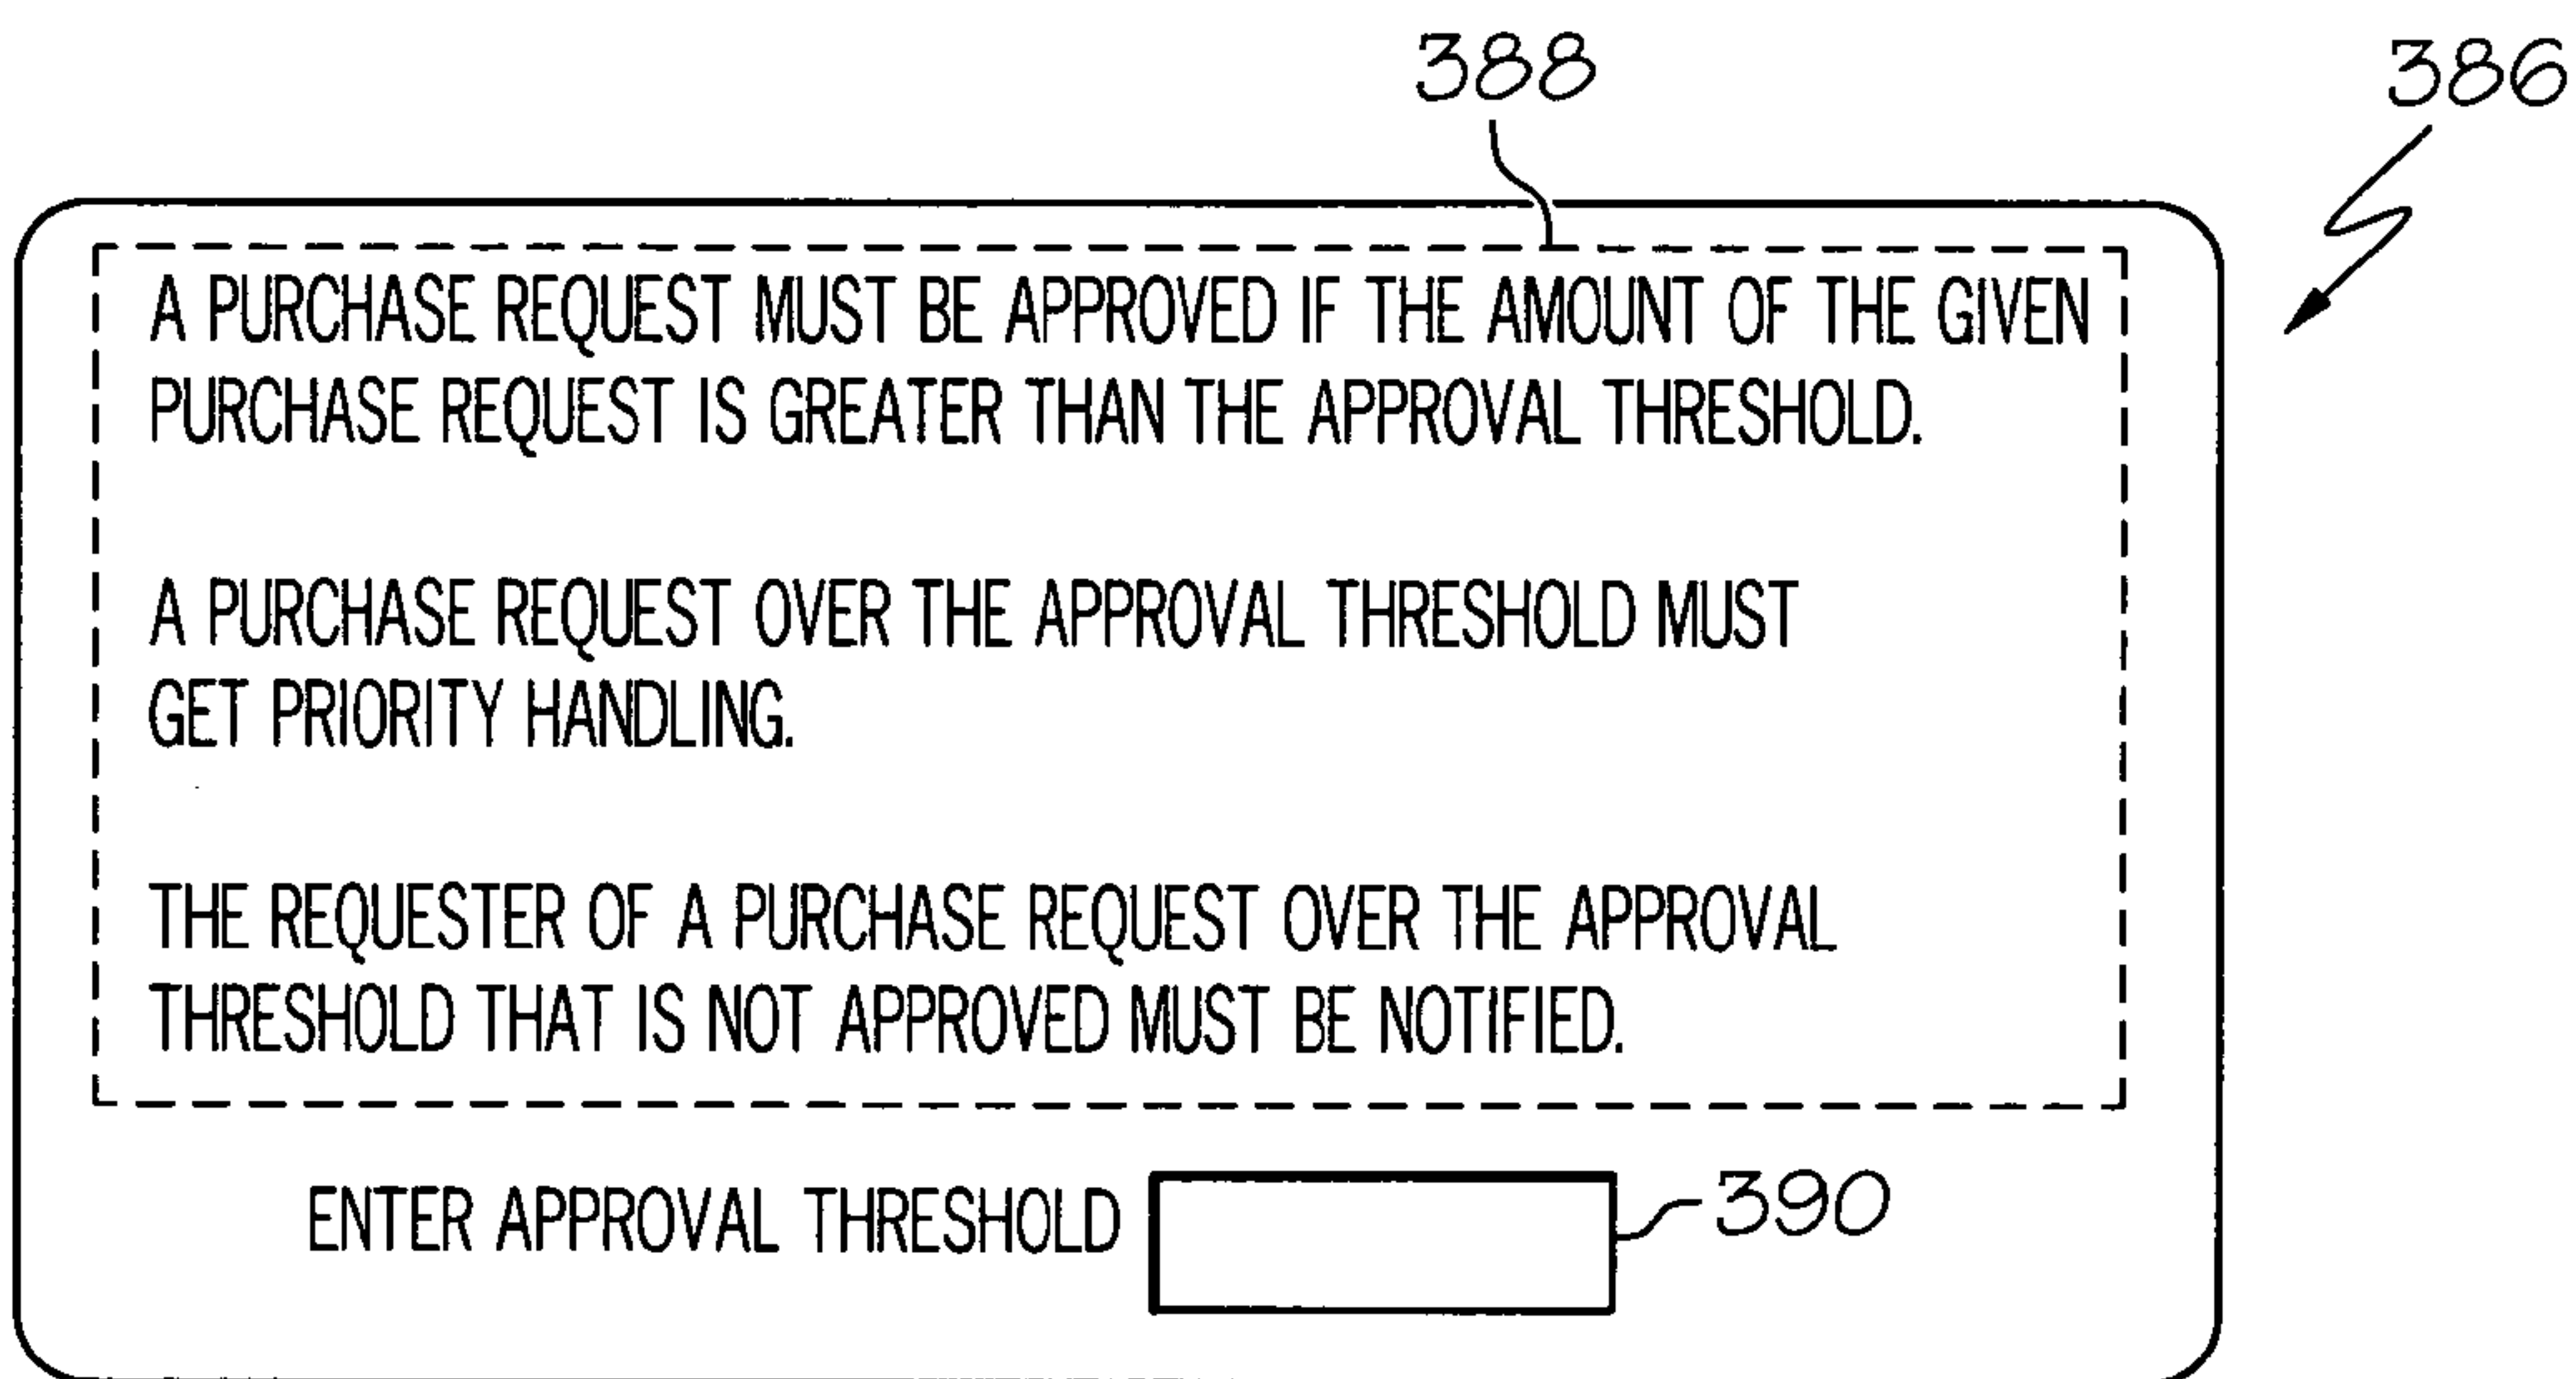 388
386
A PURCHASE REQUEST MUST BE APPROVED IF THE AMOUNT OF THE GIVEN
PURCHASE REQUEST IS GREATER THAN THE APPROVAL THRESHOLD.
A PURCHASE REQUEST OVER THE APPROVAL THRESHOLD MUST
GET PRIORITY HANDLING.
THE REQUESTER OF A PURCHASE REQUEST OVER THE APPROVAL
THRESHOLD THAT IS NOT APPROVED MUST BE NOTIFIED.
ENTER APPROVAL THRESHOLD 390